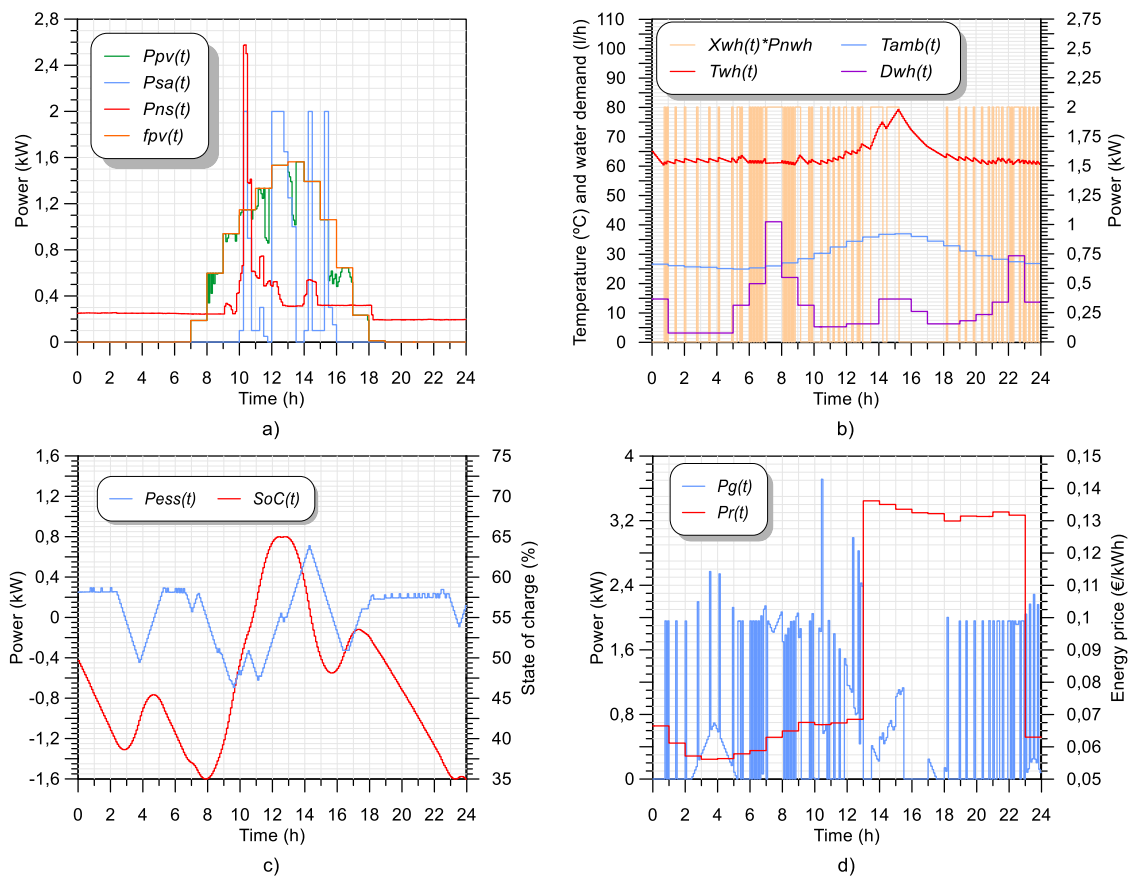 2,8
2,4
2
1,6
1,2
0,8
0,4
0
Power (kW)
Ppv(t)
Psa(t)
Pns(t)
fpv(t)
0 2 4 6 8 10 12 14 16 18 20 22 24
Time (h)
a)
110
100
90
80
70
60
50
40
30
20
10
0
Temperature (ºC) and water demand (l/h)
Xwh(t)*Pnwh Tamb(t)
Twh(t) Dwh(t)
2,75
2,5
2,25
2
1,75
1,5
1,25
1
0,75
0,5
0,25
0
Power (kW)
0 2 4 6 8 10 12 14 16 18 20 22 24
Time (h)
b)
1,6
1,2
0,8
0,4
0
-0,4
-0,8
-1,2
-1,6
Power (kW)
Pess(t) SoC(t)
75
70
65
60
55
50
45
40
35
State of charge (%)
0 2 4 6 8 10 12 14 16 18 20 22 24
Time (h)
c)
4
3,2
2,4
1,6
0,8
0
Power (kW)
Pg(t)
Pr(t)
0,15
0,14
0,13
0,12
0,11
0,1
0,09
0,08
0,07
0,06
0,05
Energy price (€/kWh)
0 2 4 6 8 10 12 14 16 18 20 22 24
Time (h)
d)